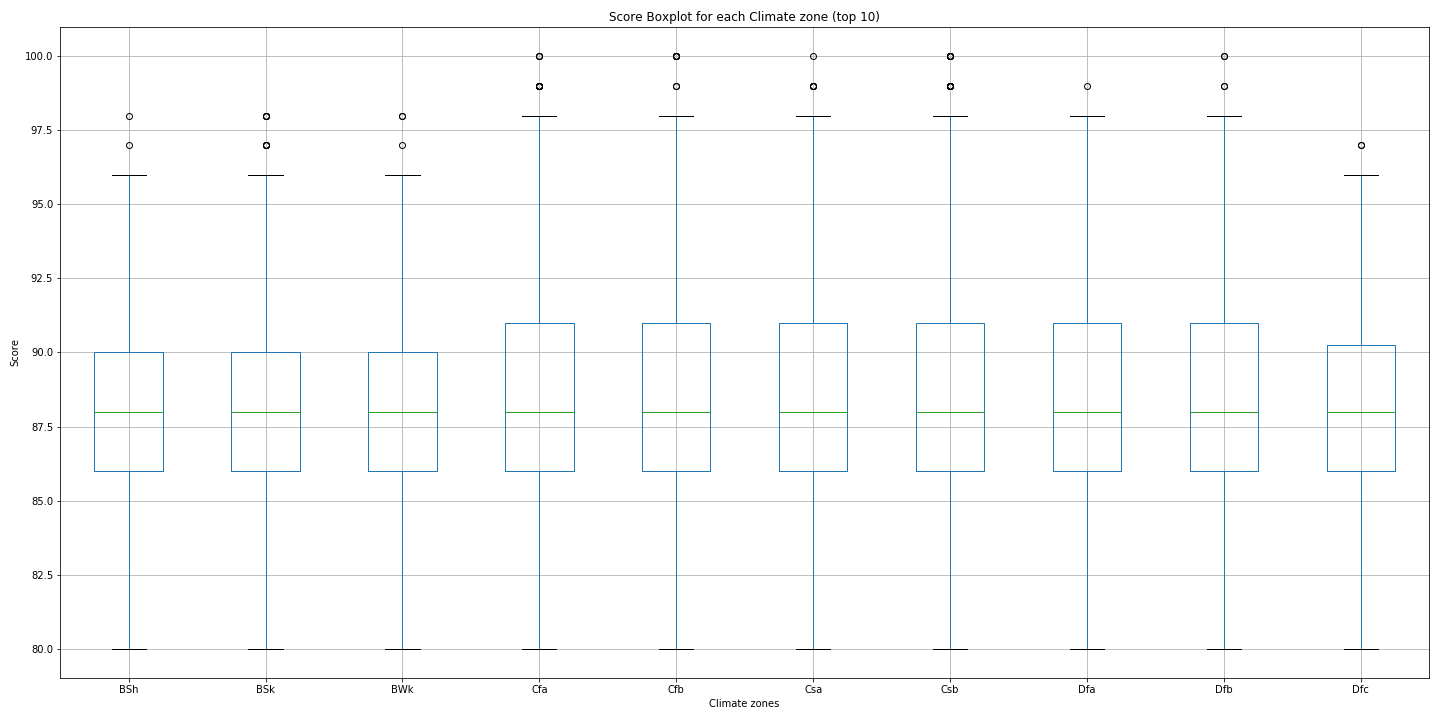 Score Boxplot for each Climate zone (top 10)
100.0
97.5
95.0
92.5
90.0
87.5
85.0
82.5
80.0
Score
BSh BSk BWk Cfa Cfb Csa Csb Dfa Dfb Dfc
Climate zones